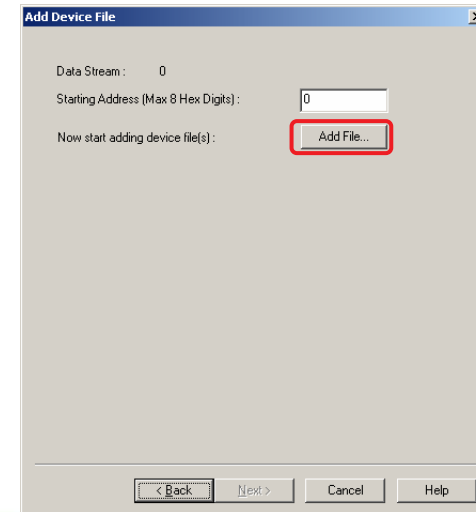 Add Device File
Data Stream : 0
Starting Address (Max 8 Hex Digits) : 0
Now start adding device file(s) : Add File...
< Back Next > Cancel Help